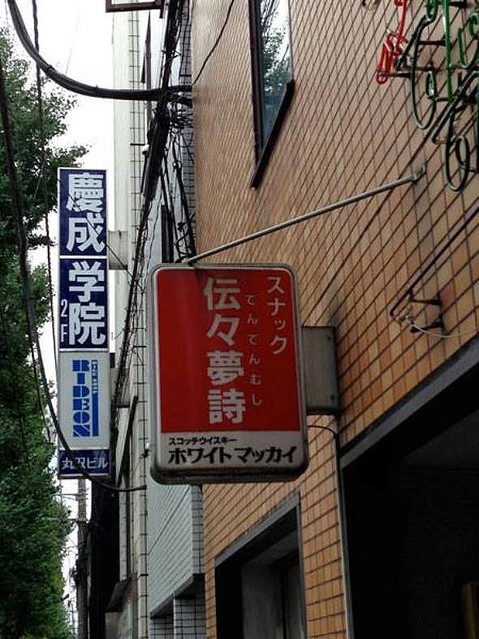 慶成学院
2F
RIDEON
丸沢ビル
スナック
でんでんむし
伝々夢詩
スコッチウイスキー
ホワイトマッカイ